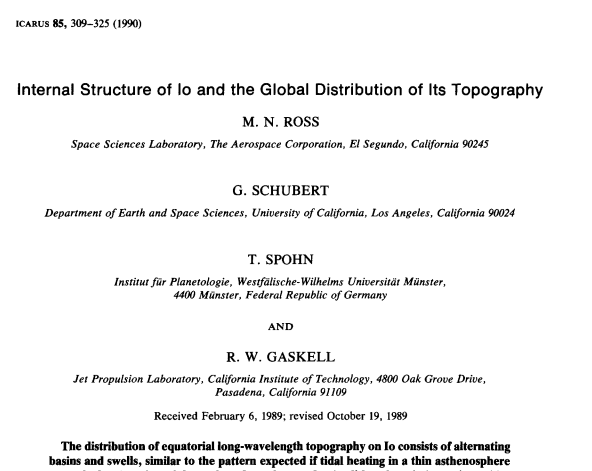 ICARUS 85, 309–325 (1990)
Internal Structure of Io and the Global Distribution of Its Topography
M. N. ROSS
Space Sciences Laboratory, The Aerospace Corporation, El Segundo, California 90245
G. SCHUBERT
Department of Earth and Space Sciences, University of California, Los Angeles, California 90024
T. SPOHN
Institut für Planetologie, Westfälische-Wilhelms Universität Münster,
4400 Münster, Federal Republic of Germany
AND
R. W. GASKELL
Jet Propulsion Laboratory, California Institute of Technology, 4800 Oak Grove Drive,
Pasadena, California 91109
Received February 6, 1989; revised October 19, 1989
The distribution of equatorial long-wavelength topography on Io consists of alternating
basins and swells, similar to the pattern expected if tidal heating in a thin asthenosphere